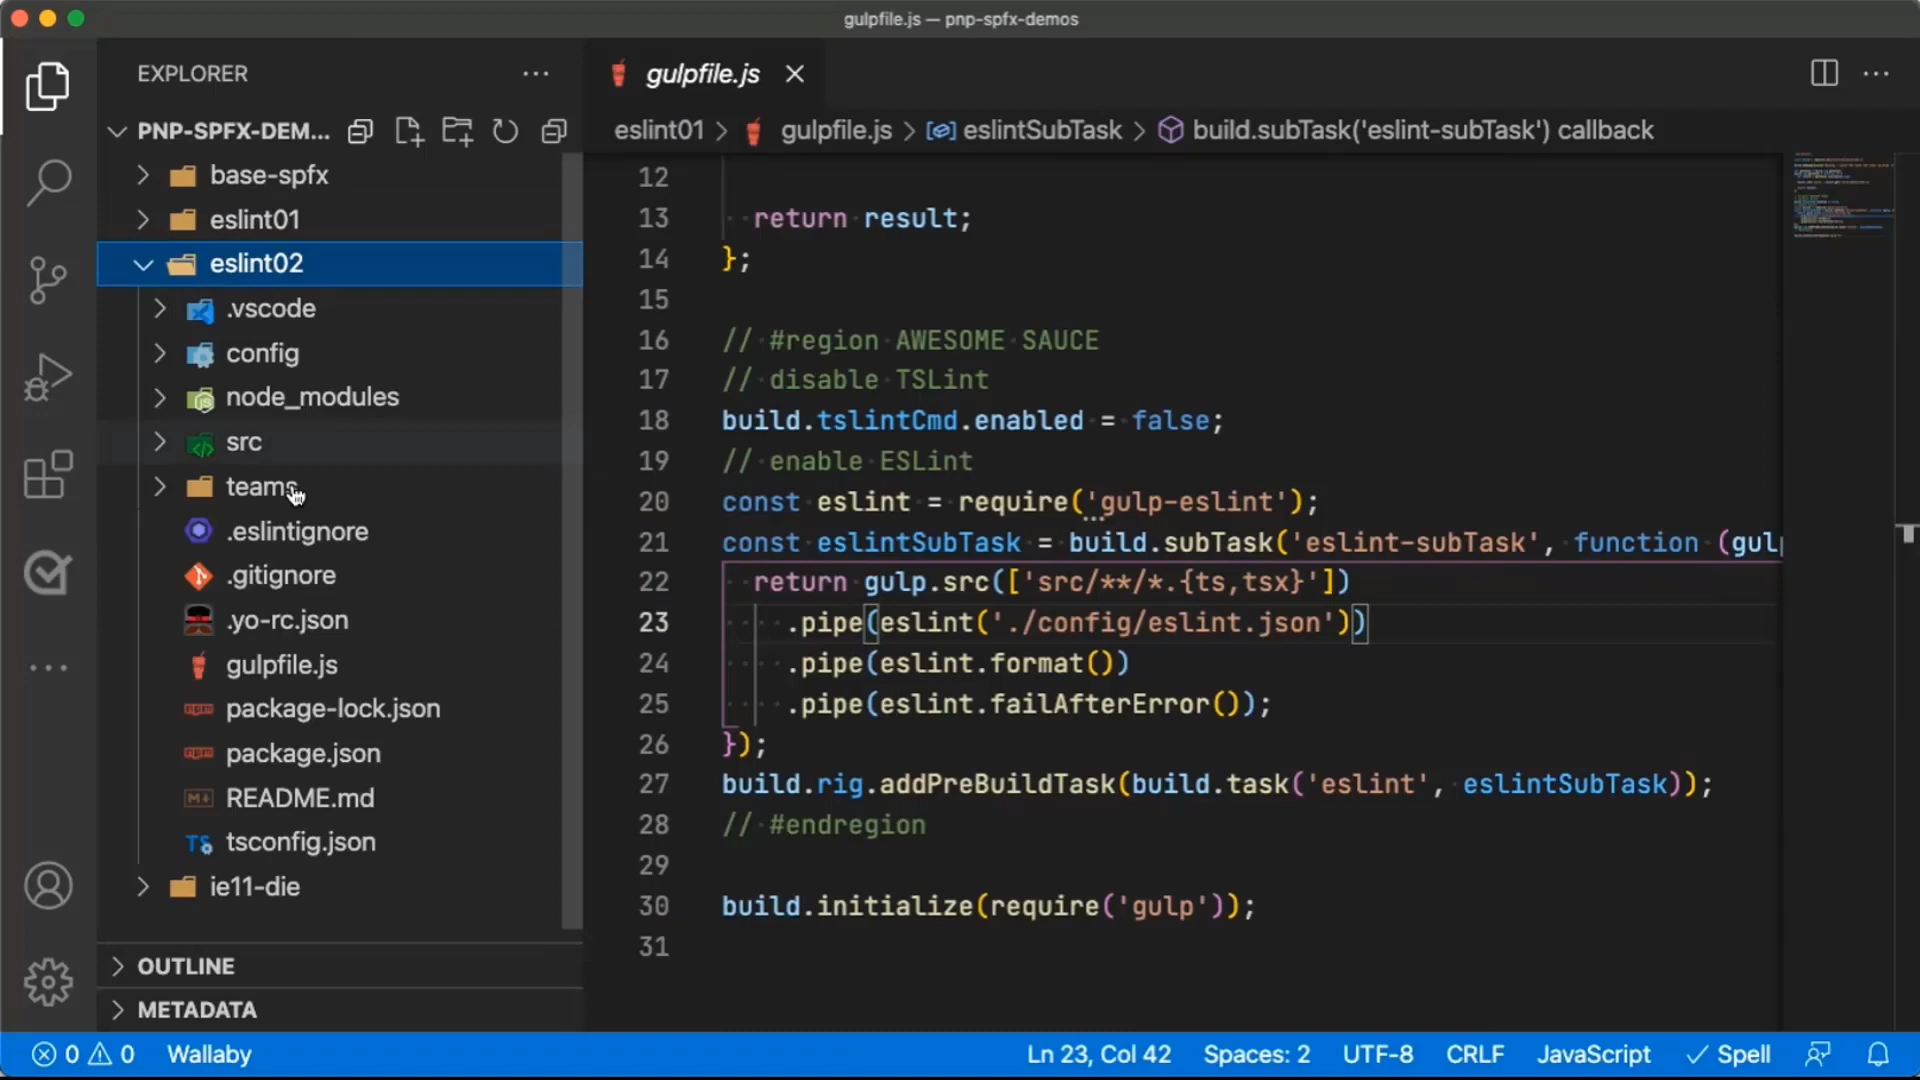 gulpfile.js — pnp-spfx-demos
EXPLORER
PNP-SPFX-DEM...
base-spfx
eslint01
eslint02
.vscode
config
node_modules
src
teams
.eslintignore
.gitignore
.yo-rc.json
gulpfile.js
package-lock.json
package.json
README.md
tsconfig.json
ie11-die
OUTLINE
METADATA
gulpfile.js
eslint01 > gulpfile.js > eslintSubTask > build.subTask('eslint-subTask') callback
12
13 return result;
14 };
15
16 // #region AWESOME SAUCE
17 // disable TSLint
18 build.tslintCmd.enabled = false;
19 // enable ESLint
20 const eslint = require('gulp-eslint');
21 const eslintSubTask = build.subTask('eslint-subTask', function (gulp
22 return gulp.src(['src/**/*.{ts,tsx}'])
23 .pipe(eslint('./config/eslint.json'))
24 .pipe(eslint.format())
25 .pipe(eslint.failAfterError());
26 });
27 build.rig.addPreBuildTask(build.task('eslint', eslintSubTask));
28 // #endregion
29
30 build.initialize(require('gulp'));
31
0 0 Wallaby Ln 23, Col 42 Spaces: 2 UTF-8 CRLF JavaScript Spell